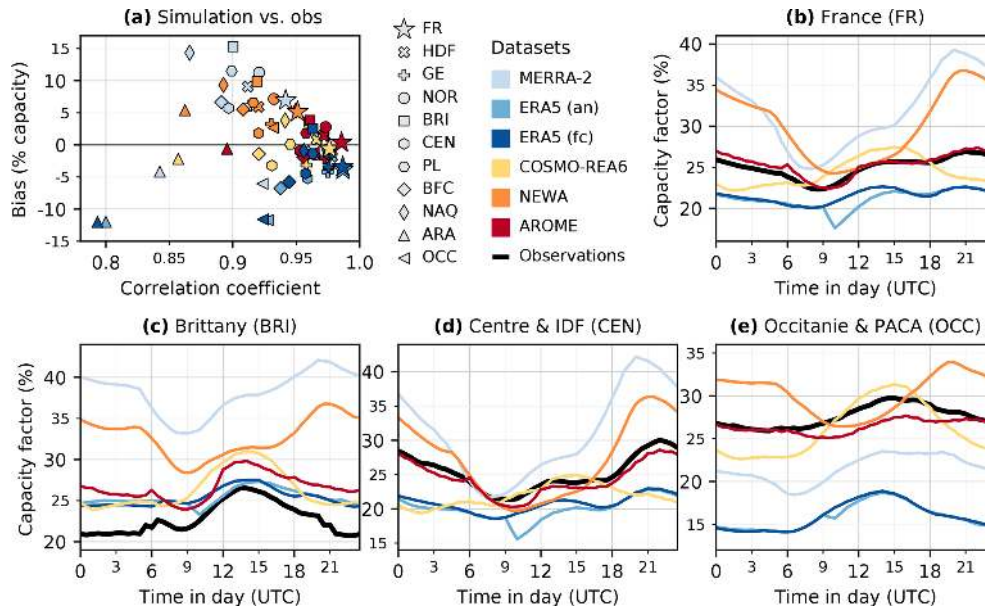 (a) Simulation vs. obs
Bias (% capacity)
15
10
5
0
-5
-10
-15
0.8
0.85
0.9
0.95
1.0
Correlation coefficient
FR
HDF
GE
NOR
BRI
CEN
PL
BFC
NAQ
ARA
OCC
Datasets
MERRA-2
ERA5 (an)
ERA5 (fc)
COSMO-REA6
NEWA
AROME
Observations
(b) France (FR)
Capacity factor (%)
40
35
30
25
20
0 3 6 9 12 15 18 21
Time in day (UTC)
(c) Brittany (BRI)
Capacity factor (%)
40
35
30
25
20
0 3 6 9 12 15 18 21
Time in day (UTC)
(d) Centre & IDF (CEN)
40
35
30
25
20
15
0 3 6 9 12 15 18 21
Time in day (UTC)
(e) Occitanie & PACA (OCC)
35
30
25
20
15
0 3 6 9 12 15 18 21
Time in day (UTC)